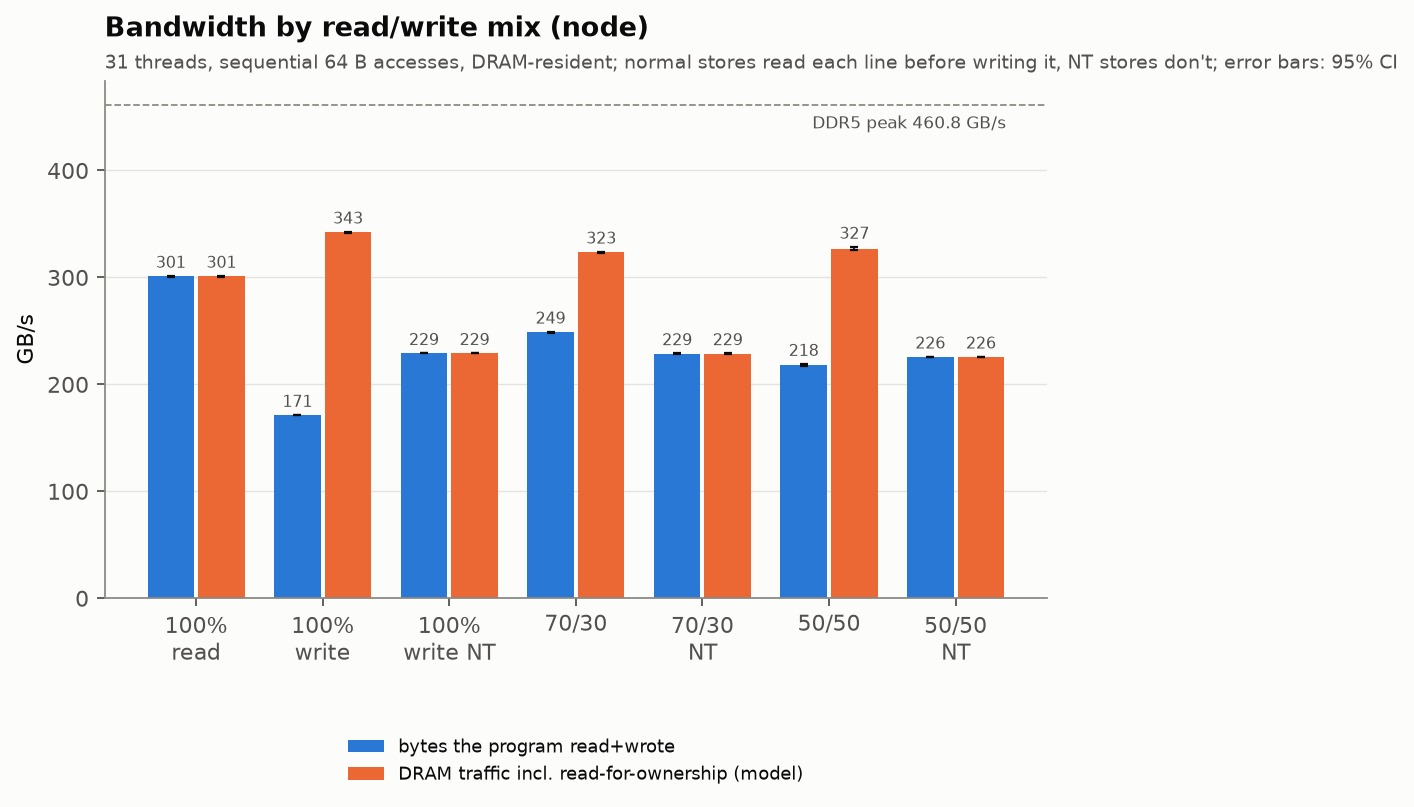 Bandwidth by read/write mix (node)
31 threads, sequential 64 B accesses, DRAM-resident; normal stores read each line before writing it, NT stores don't; error bars: 95% CI
DDR5 peak 460.8 GB/s
GB/s
400
300
200
100
0
301 301
171 343
229 229
249 323
229 229
218 327
226 226
100%
read
100%
write
100%
write NT
70/30
70/30
NT
50/50
50/50
NT
bytes the program read+wrote
DRAM traffic incl. read-for-ownership (model)